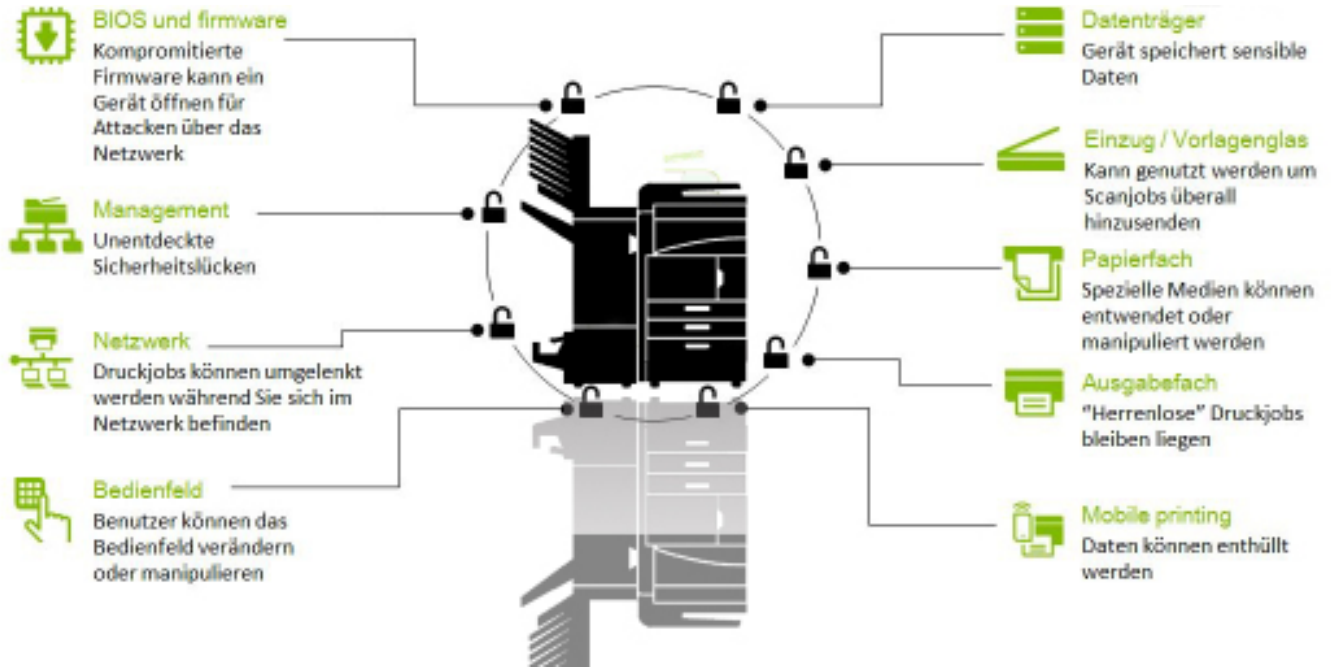 BIOS und firmware
Kompromitierte
Firmware kann ein
Gerät öffnen für
Attacken über das
Netzwerk
Management
Unentdeckte
Sicherheitslücken
Netzwerk
Druckjobs können umgelenkt
werden während Sie sich im
Netzwerk befinden
Bedienfeld
Benutzer können das
Bedienfeld verändern
oder manipulieren
Datenträger
Gerät speichert sensible
Daten
Einzug / Vorlagenglas
Kann genutzt werden um
Scanjobs überall
hinzusenden
Papierfach
Spezielle Medien können
entwendet oder
manipuliert werden
Ausgabefach
"Herrenlose" Druckjobs
bleiben liegen
Mobile printing
Daten können enthüllt
werden